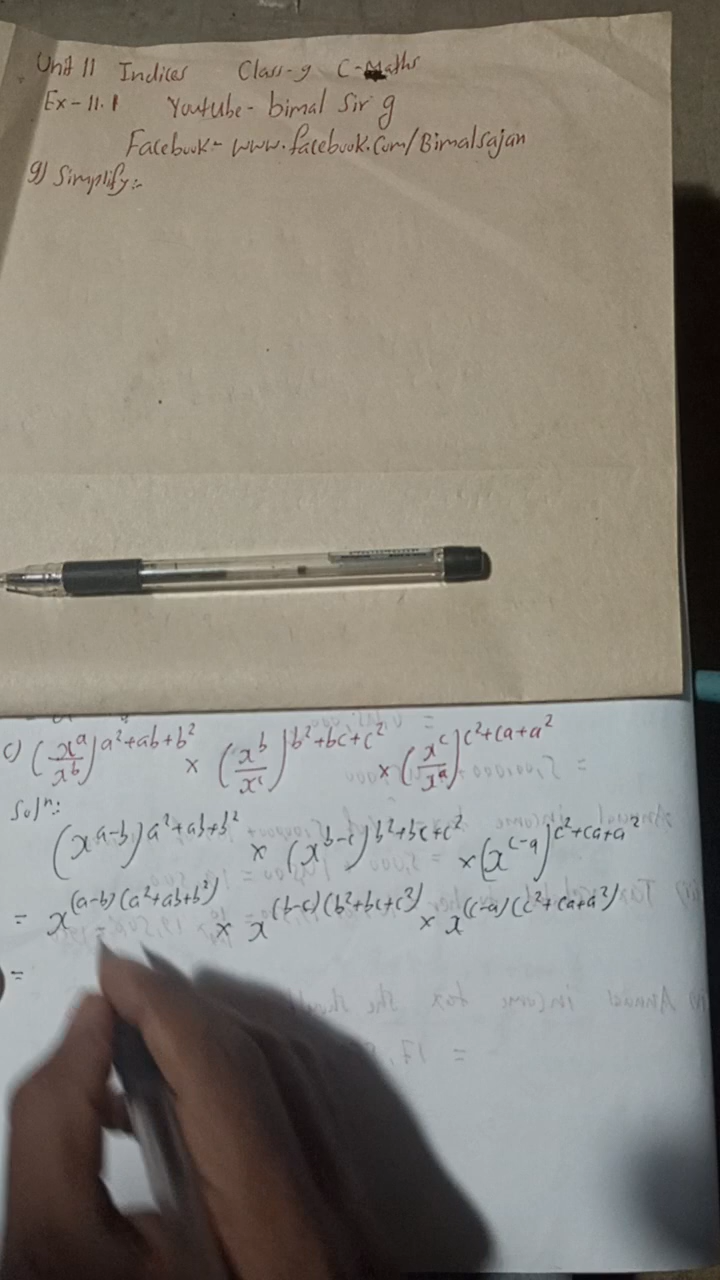 Unit 11 Indices Class-9 C-Maths
Ex-11.1 Youtube- bimal Sir g
Facebook- www.facebook.com/Bimalsajan
g) Simplify:-
c) (x^a/x^b)^a²+ab+b² × (x^b/x^c)^b²+bc+c² × (x^c/x^a)^c²+ca+a²
Solⁿ:
(x^a-b)^a²+ab+b² × (x^b-c)^b²+bc+c² × (x^c-a)^c²+ca+a²
= x^(a-b)(a²+ab+b²) × x^(b-c)(b²+bc+c²) × x^(c-a)(c²+ca+a²)
=